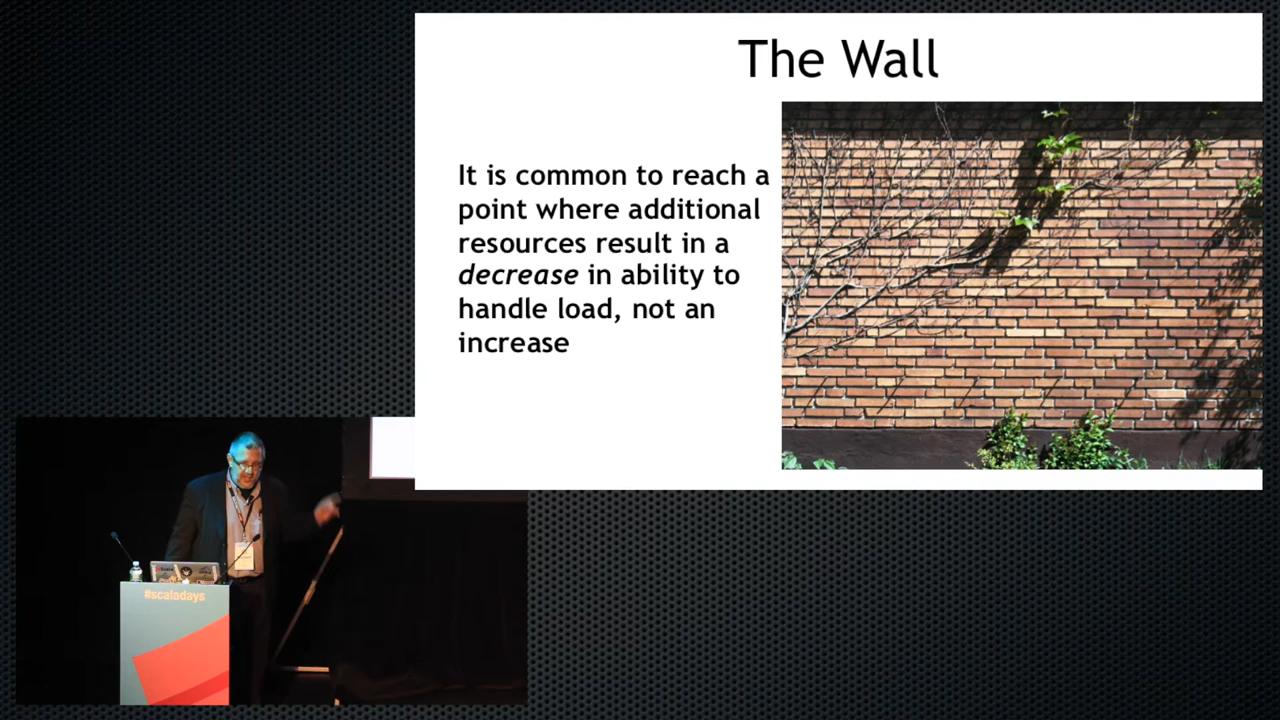 The Wall
It is common to reach a
point where additional
resources result in a
decrease in ability to
handle load, not an
increase
#scaladays